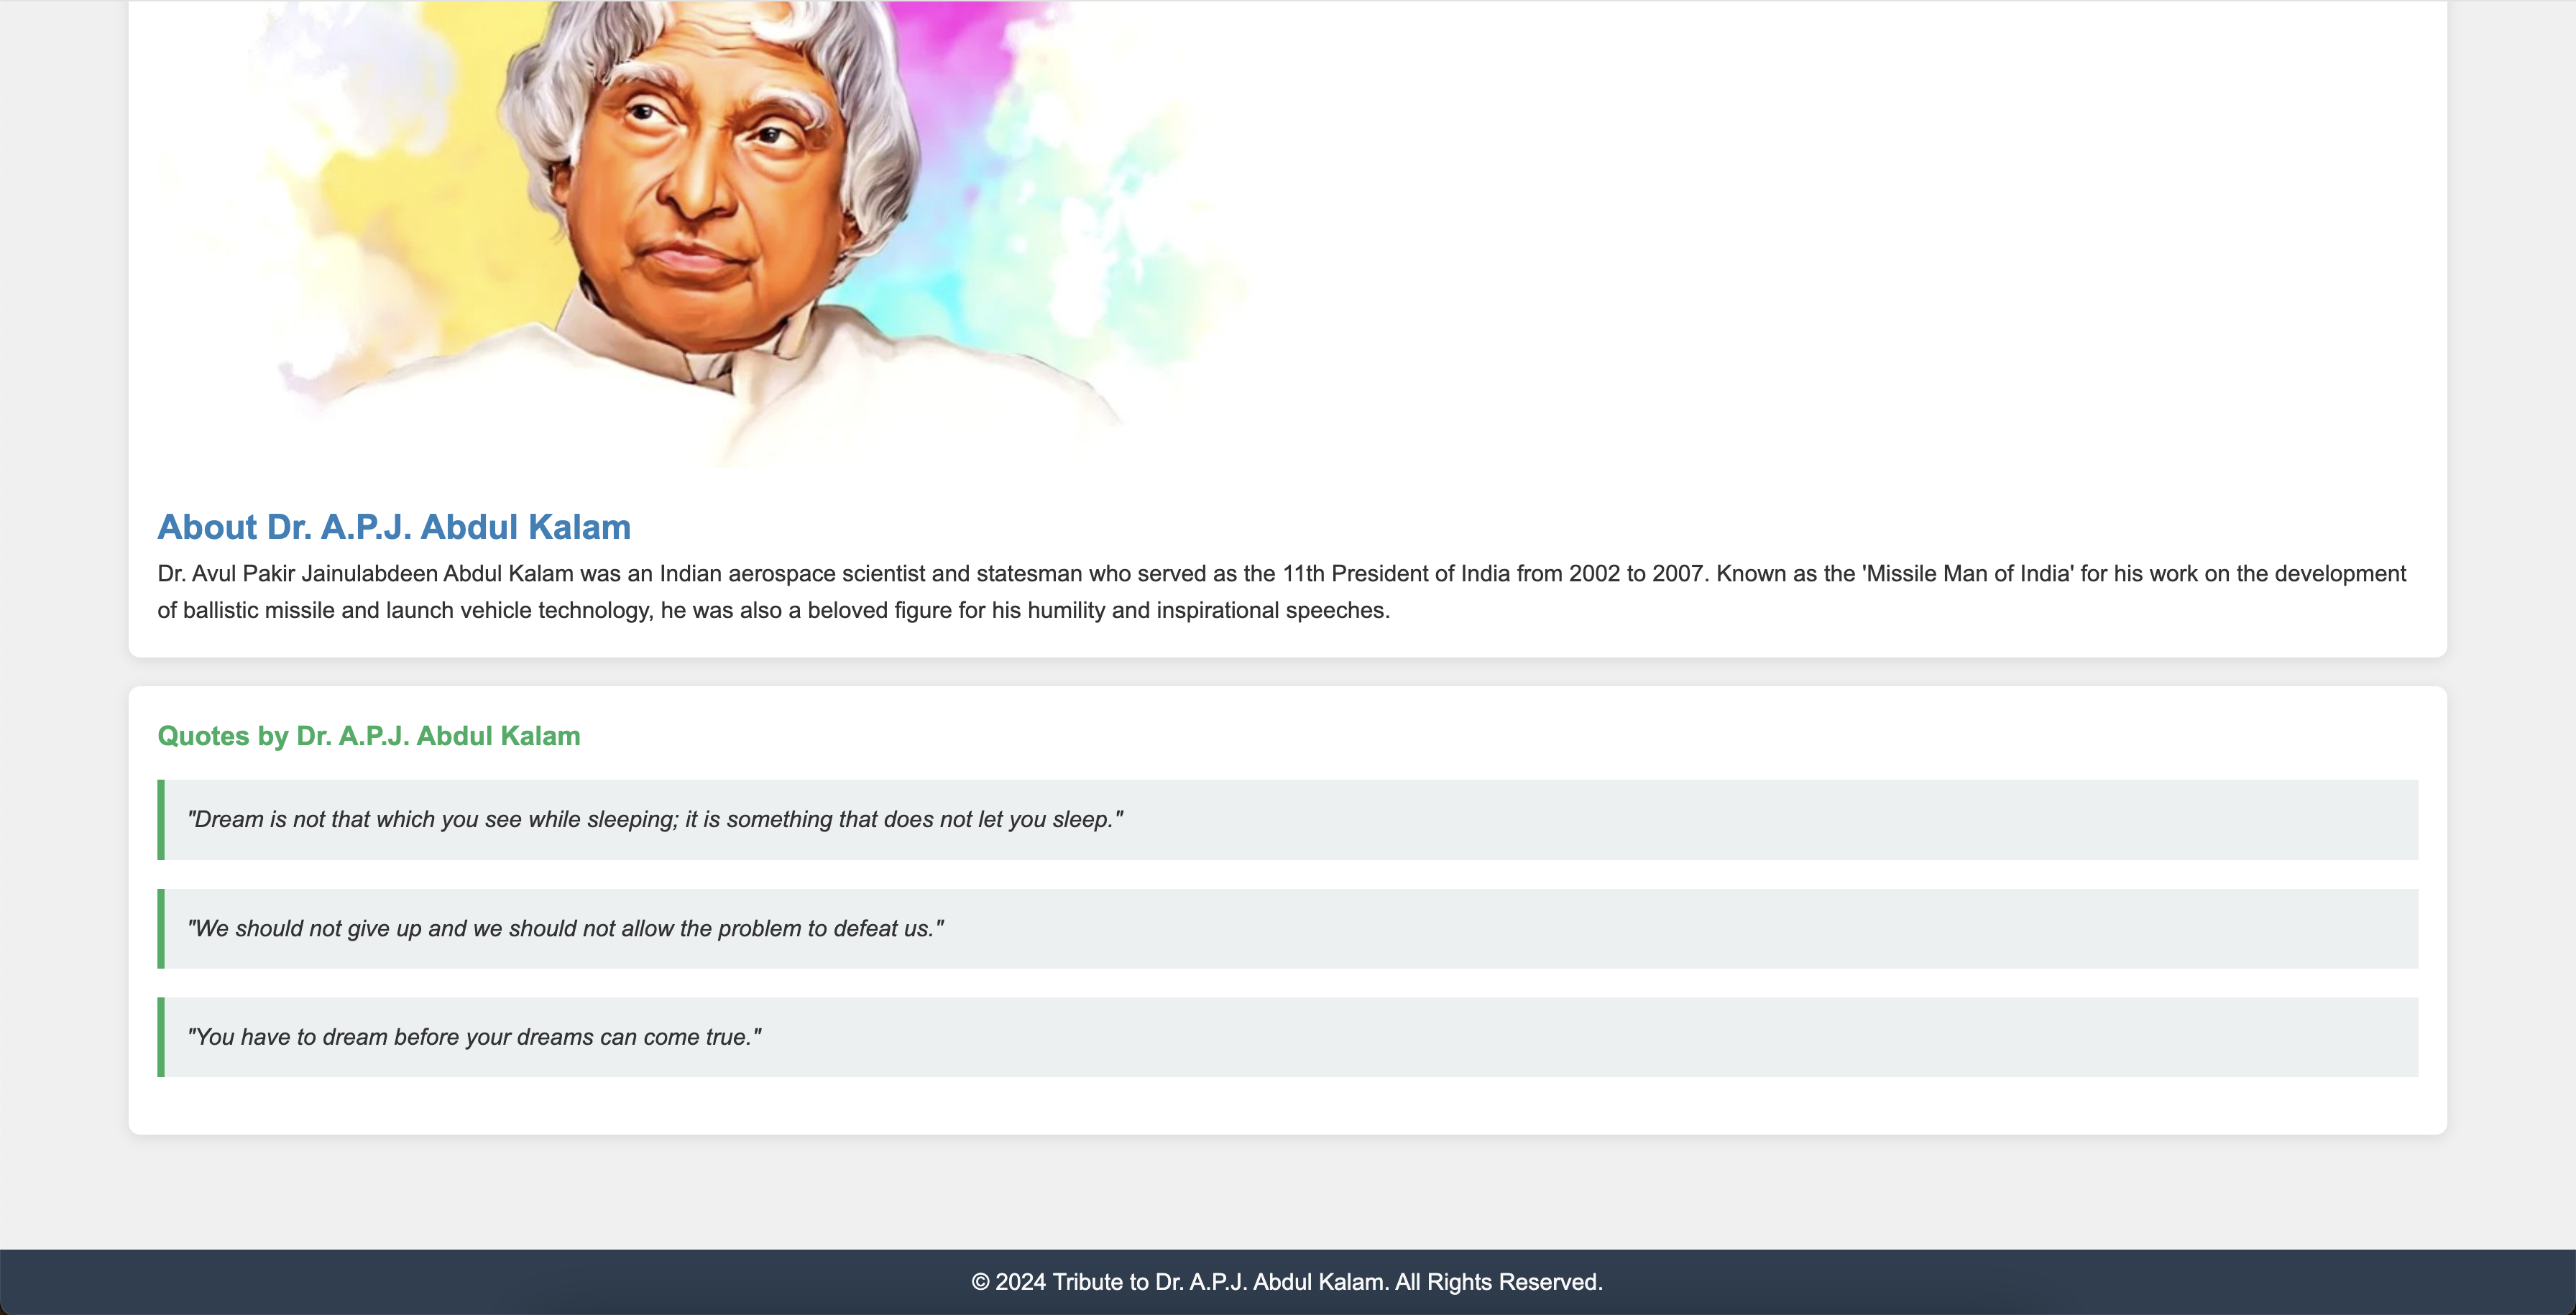 About Dr. A.P.J. Abdul Kalam
Dr. Avul Pakir Jainulabdeen Abdul Kalam was an Indian aerospace scientist and statesman who served as the 11th President of India from 2002 to 2007. Known as the 'Missile Man of India' for his work on the development
of ballistic missile and launch vehicle technology, he was also a beloved figure for his humility and inspirational speeches.
Quotes by Dr. A.P.J. Abdul Kalam
"Dream is not that which you see while sleeping; it is something that does not let you sleep."
"We should not give up and we should not allow the problem to defeat us."
"You have to dream before your dreams can come true."
© 2024 Tribute to Dr. A.P.J. Abdul Kalam. All Rights Reserved.